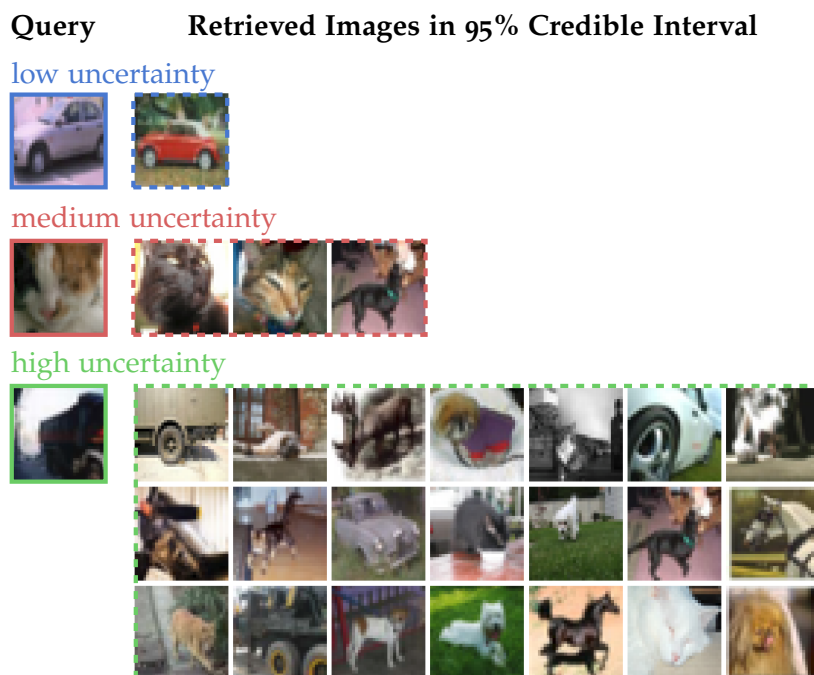 Query Retrieved Images in 95% Credible Interval
low uncertainty
medium uncertainty
high uncertainty